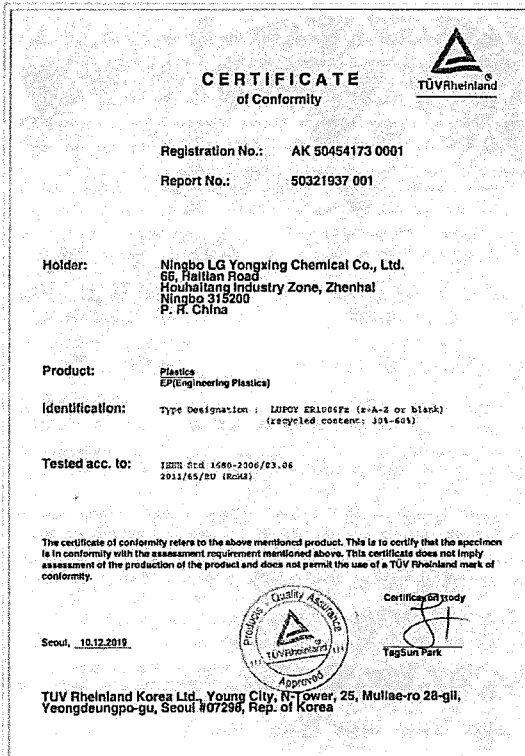 CERTIFICATE
of Conformity
TÜVRheinland
Registration No.: AK 50454173 0001
Report No.: 50321937 001
Holder: Ningbo LG Yongxing Chemical Co., Ltd.
66, Haitian Road
Houhaitang Industry Zone, Zhenhai
Ningbo 315200
P. R. China
Product: Plastics
EP(Engineering Plastics)
Identification: Type Designation : LUPOY ER1006Fz (z-A-Z or blank)
(recycled content: 30%-60%)
Tested acc. to: IEEE Std 1680-2006/03.06
2011/65/EU (RoHS)
The certificate of conformity refers to the above mentioned product. This is to certify that the specimen
is in conformity with the assessment requirement mentioned above. This certificate does not imply
assessment of the production of the product and does not permit the use of a TÜV Rheinland mark of
conformity.
Products - Quality Assurance
TÜVRheinland
Approved
Certification body
Seoul, 10.12.2019
TagSun Park
TUV Rheinland Korea Ltd., Young City, N-Tower, 25, Mullae-ro 28-gil,
Yeongdeungpo-gu, Seoul #07298, Rep. of Korea